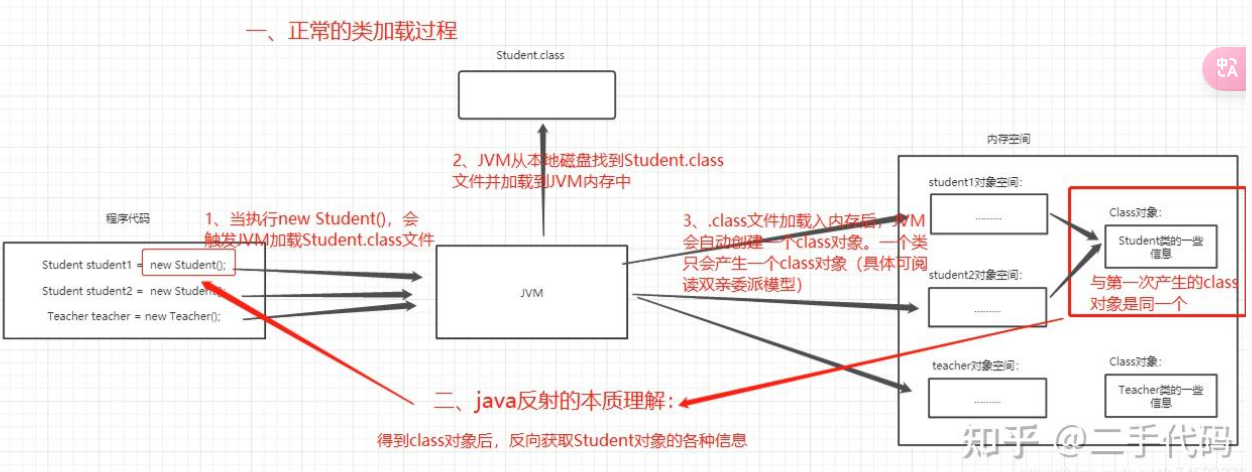 一、正常的类加载过程
Student.class
2、JVM从本地磁盘找到Student.class
文件并加载到JVM内存中
程序代码
1、当执行new Student()，会
触发JVM加载Student.class文件
Student student1 = new Student();
Student student2 = new Student();
Teacher teacher = new Teacher();
JVM
3、.class文件加载入内存后，JVM
会自动创建一个class对象。一个类
只会产生一个class对象（具体可阅
读双亲委派模型）
内存空间
student1对象空间：
.........
student2对象空间：
.........
teacher对象空间：
.........
Class对象：
Student类的一些
信息
与第一次产生的class
对象是同一个
Class对象：
Teacher类的一些
信息
二、java反射的本质理解：
得到class对象后，反向获取Student对象的各种信息
知乎 @二手代码
中A